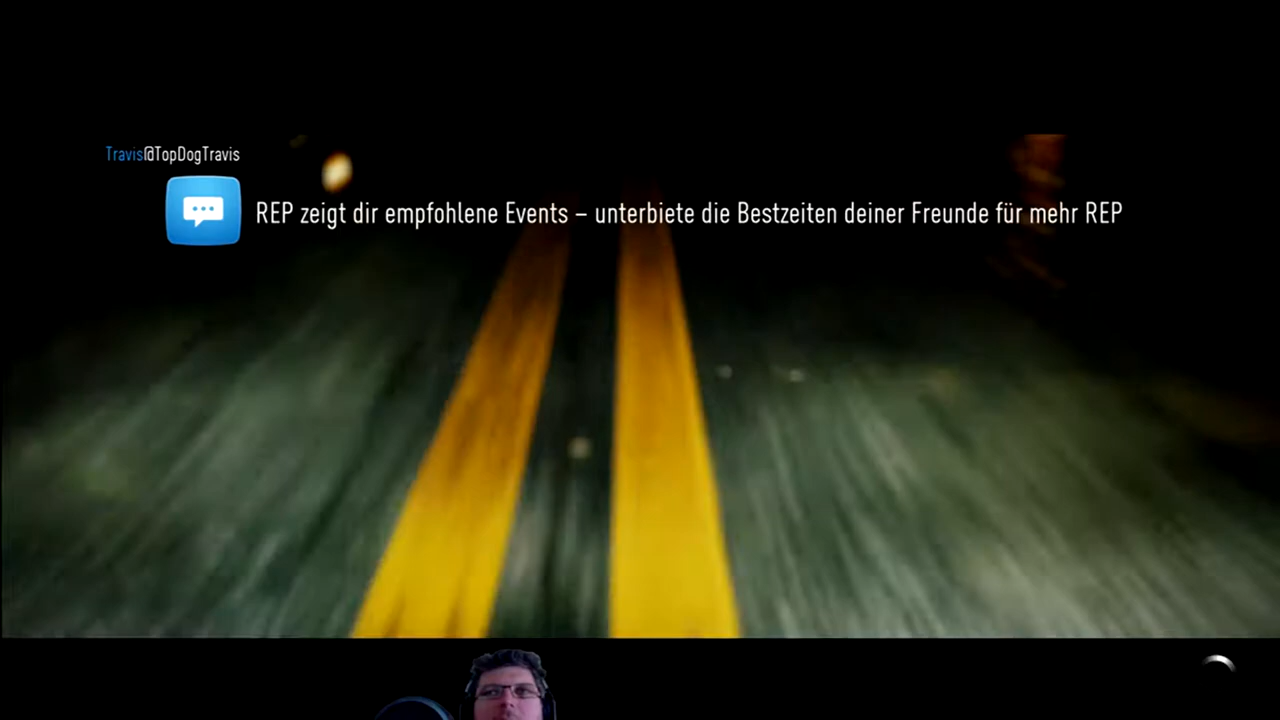 Travis@TopDogTravis
REP zeigt dir empfohlene Events – unterbiete die Bestzeiten deiner Freunde für mehr REP